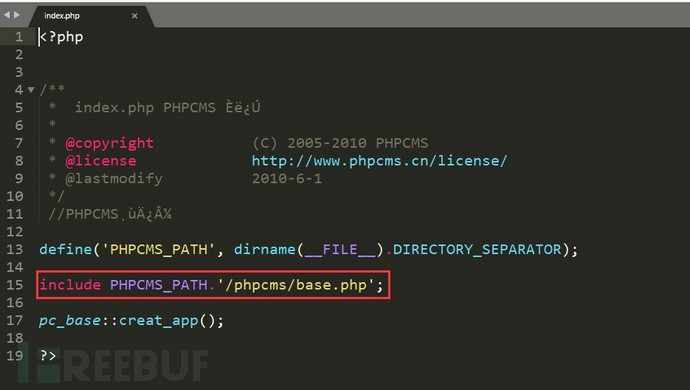 index.php ×
1 <?php
2
3
4 /**
5 * index.php PHPCMS Èë¿Ú
6 *
7 * @copyright (C) 2005-2010 PHPCMS
8 * @license http://www.phpcms.cn/license/
9 * @lastmodify 2010-6-1
10 */
11 //PHPCMS¸ùÄ¿Â¼
12
13 define('PHPCMS_PATH', dirname(__FILE__).DIRECTORY_SEPARATOR);
14
15 include PHPCMS_PATH.'/phpcms/base.php';
16
17 pc_base::creat_app();
18
19 ?>
FREEBUF